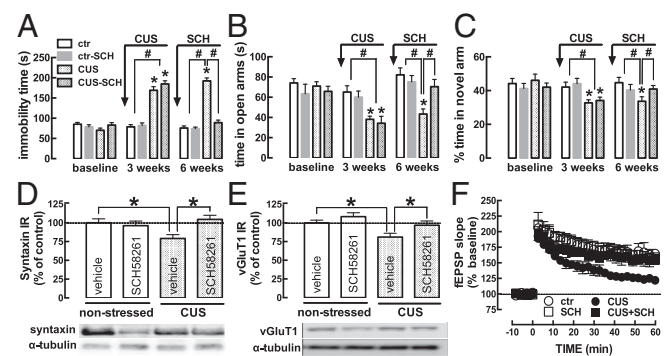 A
CUS SCH
ctr
ctr-SCH
CUS
CUS-SCH
# # #
* * *
immobility time (s)
250
200
150
100
50
0
baseline 3 weeks 6 weeks
B
CUS SCH
# # #
* * *
time in open arms (s)
100
80
60
40
20
0
baseline 3 weeks 6 weeks
C
CUS SCH
# # #
* * *
% time in novel arm
60
40
20
0
baseline 3 weeks 6 weeks
D
Syntaxin IR
(% of control)
125
100
75
50
25
0
* *
vehicle
SCH58261
vehicle
SCH58261
non-stressed CUS
syntaxin
α-tubulin
E
vGluT1 IR
(% of control)
125
100
75
50
25
0
* *
vehicle
SCH58261
vehicle
SCH58261
non-stressed CUS
vGluT1
α-tubulin
F
fEPSP slope
(% baseline)
250
225
200
175
150
125
100
ctr CUS
SCH CUS+SCH
-10 0 10 20 30 40 50 60
TIME (min)